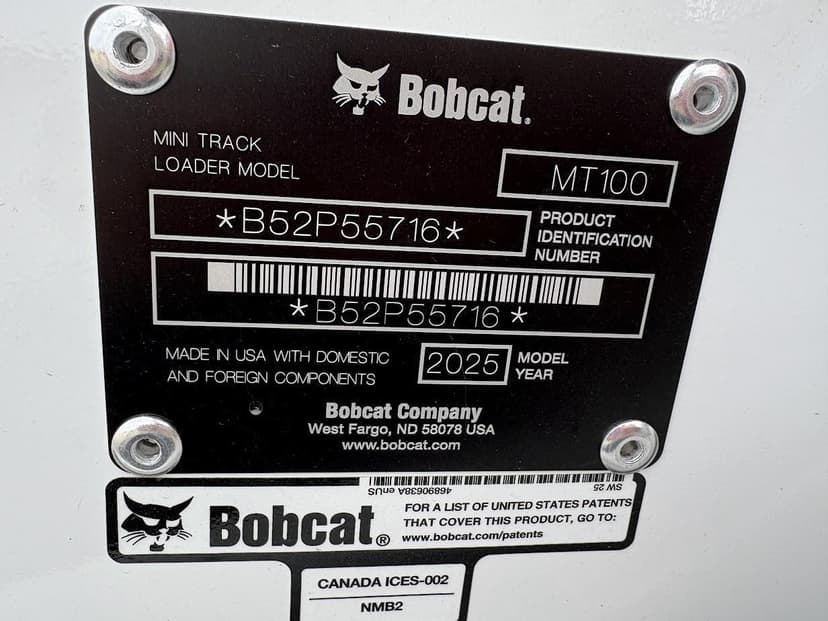 Bobcat.
MINI TRACK
LOADER MODEL
MT100
*B52P55716*
PRODUCT
IDENTIFICATION
NUMBER
*B52P55716*
MADE IN USA WITH DOMESTIC
AND FOREIGN COMPONENTS
2025
MODEL
YEAR
Bobcat Company
West Fargo, ND 58078 USA
www.bobcat.com
SW 25
46890638A enUS
Bobcat®
FOR A LIST OF UNITED STATES PATENTS
THAT COVER THIS PRODUCT, GO TO:
www.bobcat.com/patents
CANADA ICES-002
NMB2